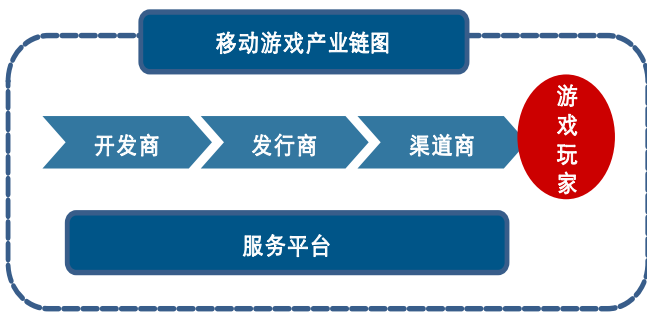 移动游戏产业链图
开发商
发行商
渠道商
游戏玩家
服务平台